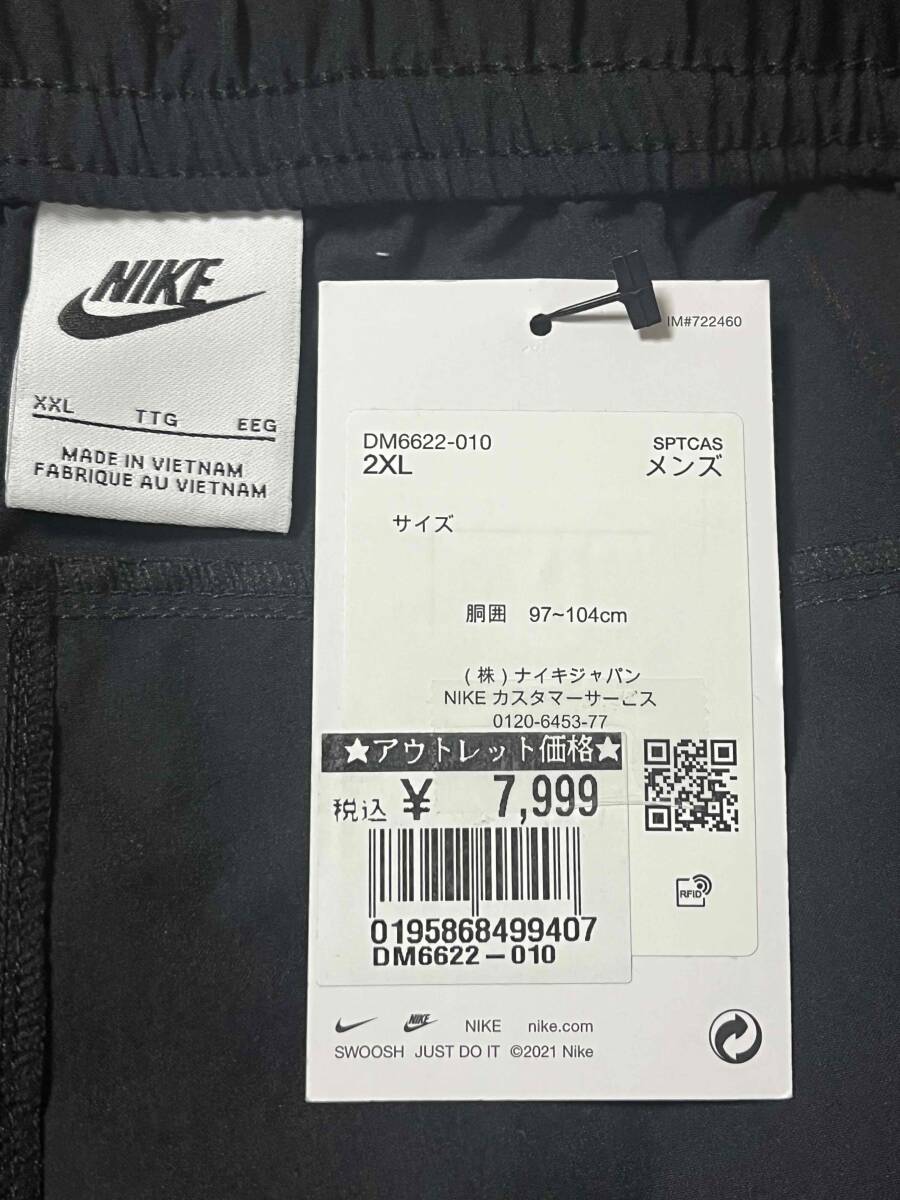 NIKE
XXL TTG EEG
MADE IN VIETNAM
FABRIQUE AU VIETNAM
IM#722460
DM6622-010 SPTCAS
2XL メンズ
サイズ
胴囲 97~104cm
(株)ナイキジャパン
NIKE カスタマーサービス
0120-6453-77
★アウトレット価格★
税込 ¥ 7,999
RFID
0195868499407
DM6622-010
NIKE NIKE nike.com
SWOOSH JUST DO IT ©2021 Nike